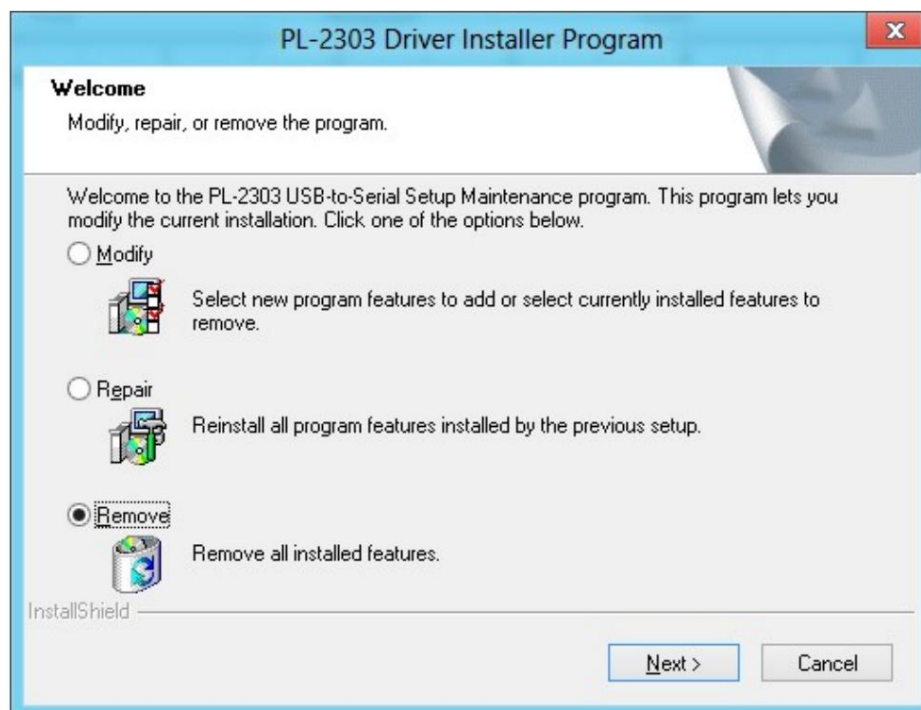 PL-2303 Driver Installer Program
x
Welcome
Modify, repair, or remove the program.
Welcome to the PL-2303 USB-to-Serial Setup Maintenance program. This program lets you
modify the current installation. Click one of the options below.
Modify
Select new program features to add or select currently installed features to
remove.
Repair
Reinstall all program features installed by the previous setup.
Remove
Remove all installed features.
InstallShield
Next >
Cancel